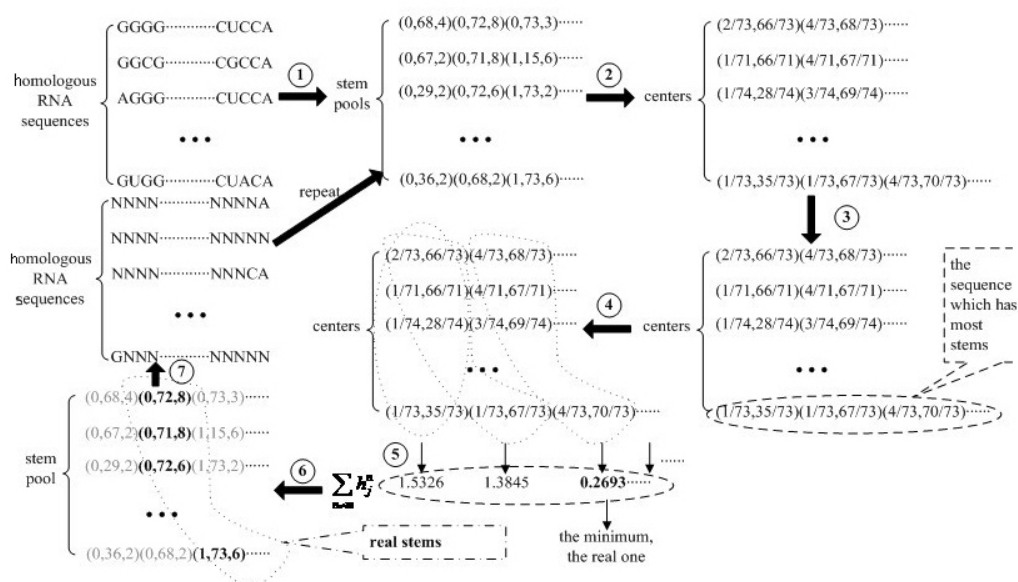 GGGG············CUCCA
GGCG············CGCCA
AGGG············CUCCA
• • •
GUGG············CUACA
homologous
RNA
sequences
1
(0,68,4)(0,72,8)(0,73,3)······
(0,67,2)(0,71,8)(1,15,6)······
(0,29,2)(0,72,6)(1,73,2)······
• • •
(0,36,2)(0,68,2)(1,73,6)······
stem
pools
2
(2/73,66/73)(4/73,68/73)······
(1/71,66/71)(4/71,67/71)······
(1/74,28/74)(3/74,69/74)······
• • •
(1/73,35/73)(1/73,67/73)(4/73,70/73)······
centers
3
repeat
NNNN············NNNNA
NNNN············NNNNN
NNNN············NNNCA
• • •
GNNN············NNNNN
homologous
RNA
sequences
(2/73,66/73)(4/73,68/73)······
(1/71,66/71)(4/71,67/71)······
(1/74,28/74)(3/74,69/74)······
• • •
(1/73,35/73)(1/73,67/73)(4/73,70/73)······
centers
4
(2/73,66/73)(4/73,68/73)······
(1/71,66/71)(4/71,67/71)······
(1/74,28/74)(3/74,69/74)······
• • •
(1/73,35/73)(1/73,67/73)(4/73,70/73)······
centers
the
sequence
which has
most
stems
7
(0,68,4)(0,72,8)(0,73,3)······
(0,67,2)(0,71,8)(1,15,6)······
(0,29,2)(0,72,6)(1,73,2)······
• • •
(0,36,2)(0,68,2)(1,73,6)······
stem
pool
6
5
∑ h
1.5326 1.3845 0.2693······
······
real stems
the minimum,
the real one